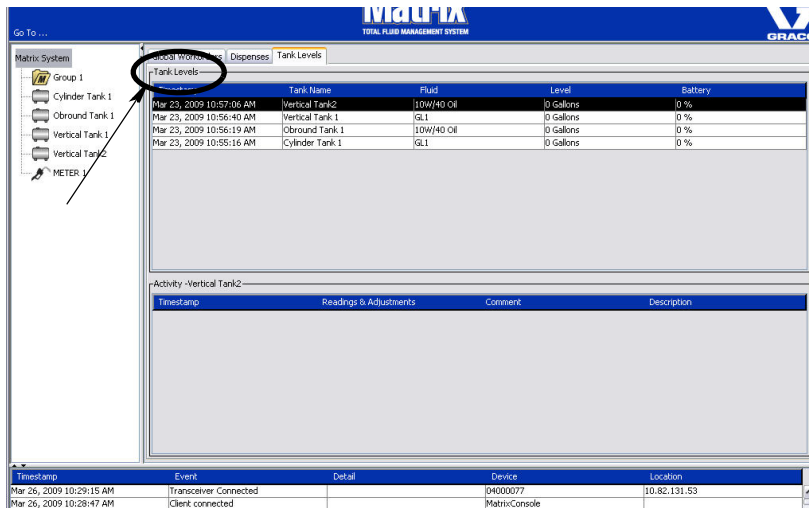 Matrix
TOTAL FLUID MANAGEMENT SYSTEM
GRACO
Go To ...
Matrix System
Group 1
Cylinder Tank 1
Obround Tank 1
Vertical Tank 1
Vertical Tank2
METER 1
Global Workorders Dispenses Tank Levels
Tank Levels
Timestamp Tank Name Fluid Level Battery
Mar 23, 2009 10:57:06 AM Vertical Tank2 10W/40 Oil 0 Gallons 0 %
Mar 23, 2009 10:56:40 AM Vertical Tank 1 GL1 0 Gallons 0 %
Mar 23, 2009 10:56:19 AM Obround Tank 1 10W/40 Oil 0 Gallons 0 %
Mar 23, 2009 10:55:16 AM Cylinder Tank 1 GL1 0 Gallons 0 %
Activity -Vertical Tank2
Timestamp Readings & Adjustments Comment Description
Timestamp Event Detail Device Location
Mar 26, 2009 10:29:15 AM Transceiver Connected 04000077 10.82.131.53
Mar 26, 2009 10:28:47 AM Client connected MatrixConsole